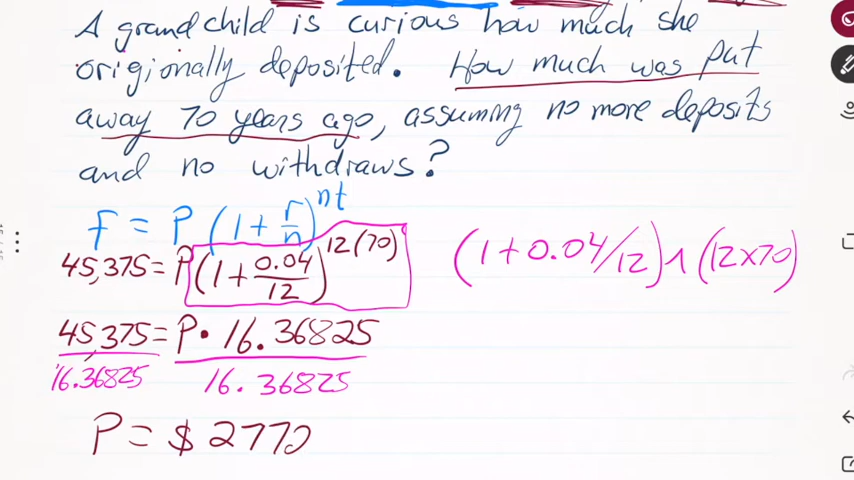 A grandchild is curious how much she
origionally deposited. How much was put
away 70 years ago, assuming no more deposits
and no withdraws?
F = P (1 + r/n)^nt
45,375 = P(1 + 0.04/12)^12(70) (1+0.04/12)^(12x70)
45,375 = P • 16.36825
16.36825 16.36825
P = $ 2772